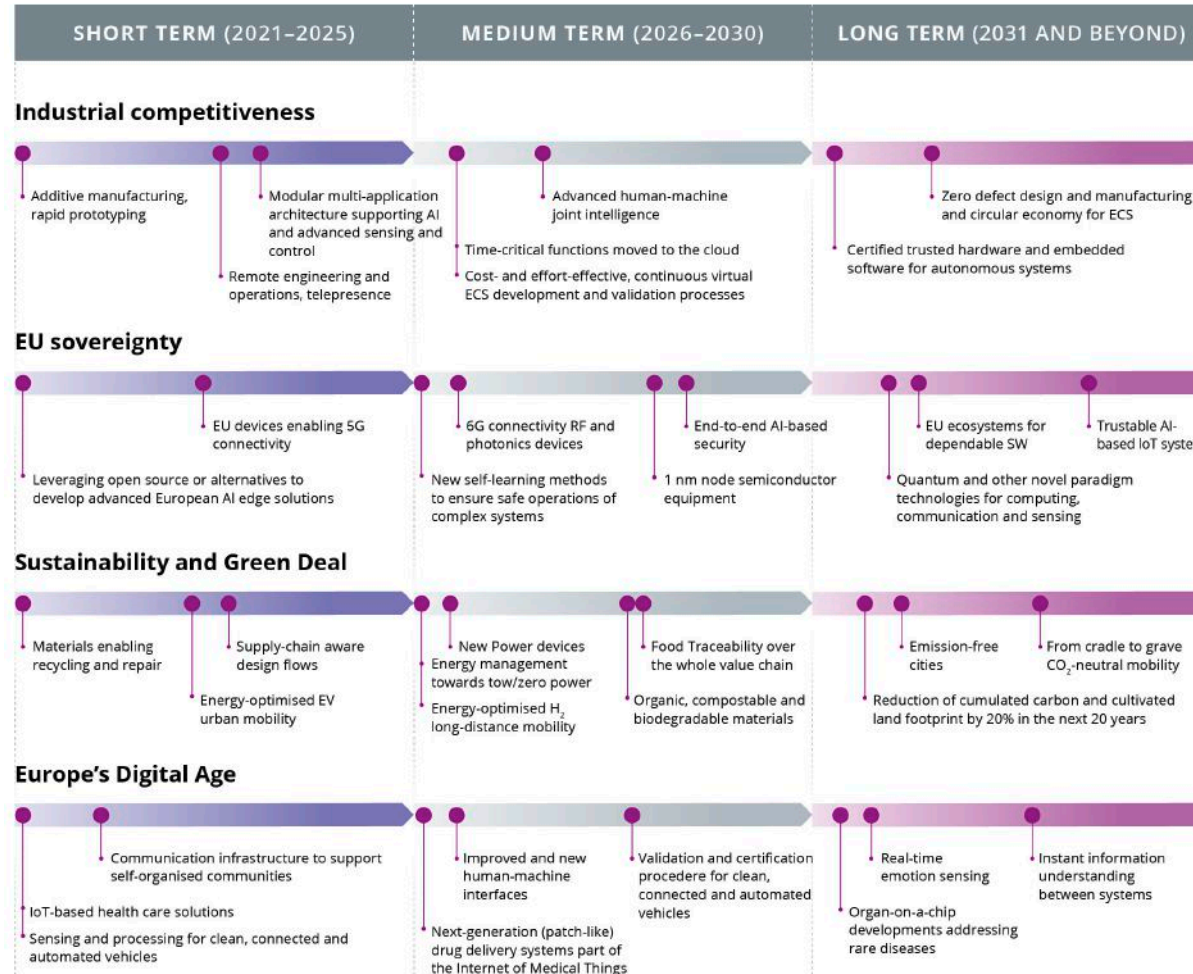 SHORT TERM (2021–2025)
MEDIUM TERM (2026–2030)
LONG TERM (2031 AND BEYOND)
Industrial competitiveness
Additive manufacturing,
rapid prototyping
Modular multi-application
architecture supporting AI
and advanced sensing and
control
Remote engineering and
operations, telepresence
Advanced human-machine
joint intelligence
Time-critical functions moved to the cloud
Cost- and effort-effective, continuous virtual
ECS development and validation processes
Zero defect design and manufacturing
and circular economy for ECS
Certified trusted hardware and embedded
software for autonomous systems
EU sovereignty
EU devices enabling 5G
connectivity
Leveraging open source or alternatives to
develop advanced European AI edge solutions
6G connectivity RF and
photonics devices
New self-learning methods
to ensure safe operations of
complex systems
End-to-end AI-based
security
1 nm node semiconductor
equipment
EU ecosystems for
dependable SW
Trustable AI-
based IoT syste
Quantum and other novel paradigm
technologies for computing,
communication and sensing
Sustainability and Green Deal
Materials enabling
recycling and repair
Supply-chain aware
design flows
Energy-optimised EV
urban mobility
New Power devices
Energy management
towards tow/zero power
Energy-optimised H₂
long-distance mobility
Food Traceability over
the whole value chain
Organic, compostable and
biodegradable materials
Emission-free
cities
From cradle to grave
CO₂-neutral mobility
Reduction of cumulated carbon and cultivated
land footprint by 20% in the next 20 years
Europe’s Digital Age
Communication infrastructure to support
self-organised communities
IoT-based health care solutions
Sensing and processing for clean, connected and
automated vehicles
Improved and new
human-machine
interfaces
Next-generation (patch-like)
drug delivery systems part of
the Internet of Medical Things
Validation and certification
procedere for clean,
connected and automated
vehicles
Real-time
emotion sensing
Organ-on-a-chip
developments addressing
rare diseases
Instant information
understanding
between systems